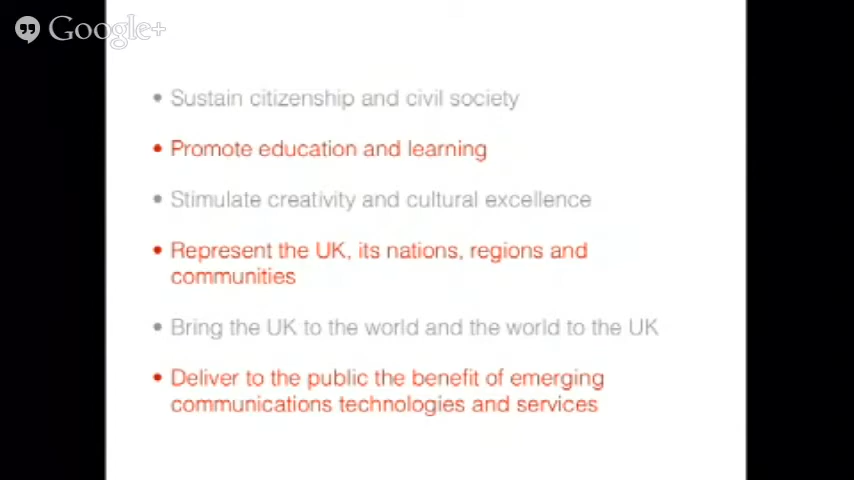 Google+
• Sustain citizenship and civil society
• Promote education and learning
• Stimulate creativity and cultural excellence
• Represent the UK, its nations, regions and
communities
• Bring the UK to the world and the world to the UK
• Deliver to the public the benefit of emerging
communications technologies and services